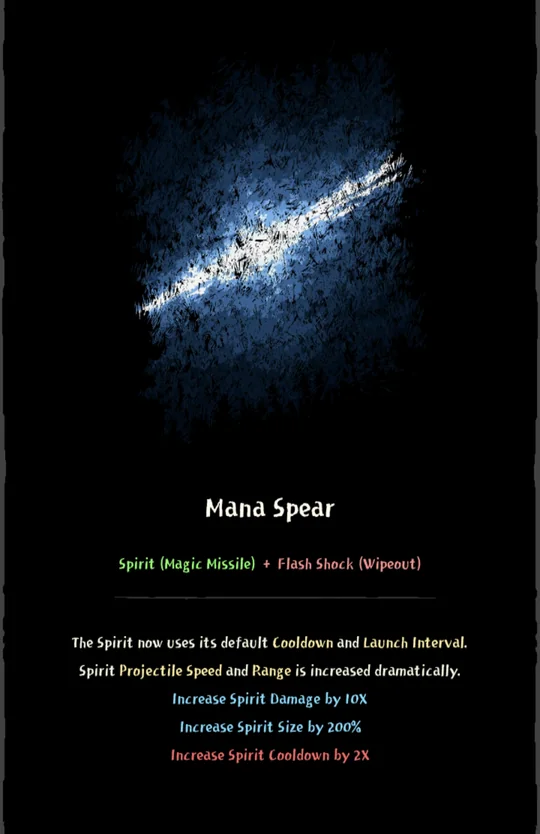 Mana Spear
Spirit (Magic Missile) + Flash Shock (Wipeout)
The Spirit now uses its default Cooldown and Launch Interval.
Spirit Projectile Speed and Range is increased dramatically.
Increase Spirit Damage by 10X
Increase Spirit Size by 200%
Increase Spirit Cooldown by 2X